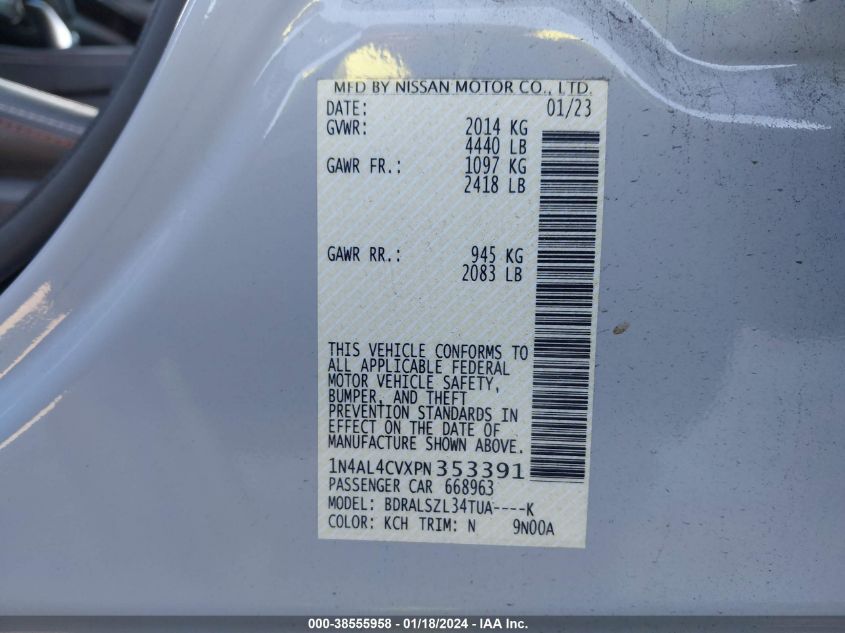 MFD BY NISSAN MOTOR CO., LTD.
DATE: 01/23
GVWR: 2014 KG
4440 LB
GAWR FR.: 1097 KG
2418 LB
GAWR RR.: 945 KG
2083 LB
THIS VEHICLE CONFORMS TO
ALL APPLICABLE FEDERAL
MOTOR VEHICLE SAFETY,
BUMPER, AND THEFT
PREVENTION STANDARDS IN
EFFECT ON THE DATE OF
MANUFACTURE SHOWN ABOVE.
1N4AL4CVXPN353391
PASSENGER CAR 668963
MODEL: BDRALSZL34TUA----K
COLOR: KCH TRIM: N 9N00A
000-38555958 - 01/18/2024 - IAA Inc.